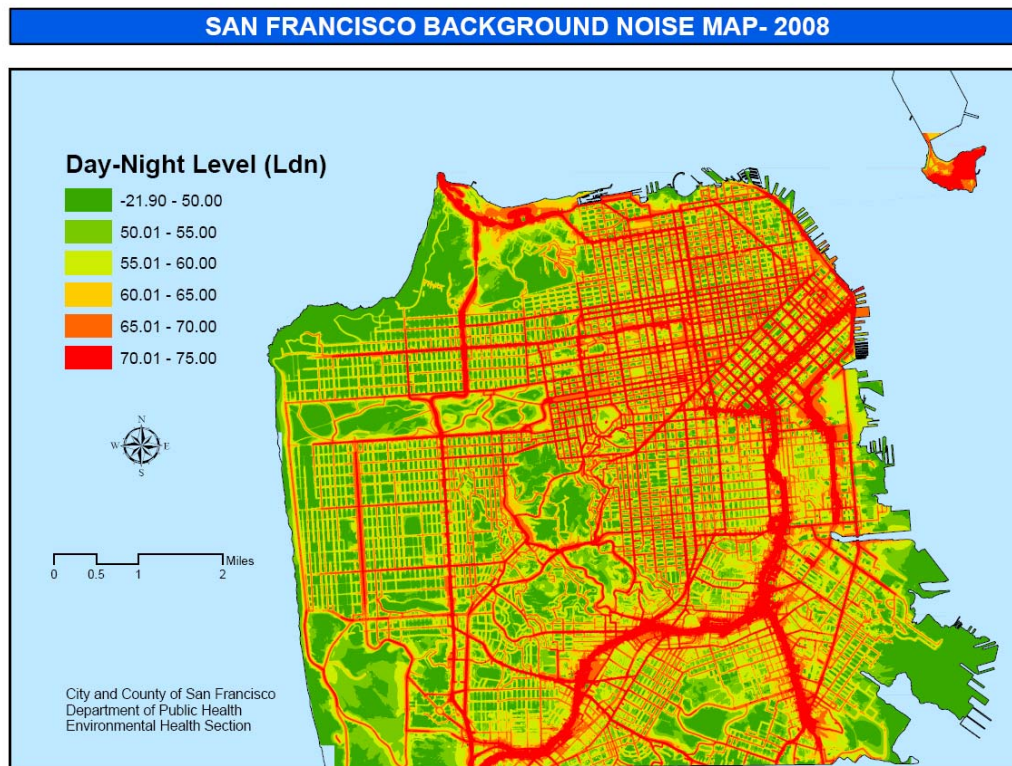 SAN FRANCISCO BACKGROUND NOISE MAP- 2008
Day-Night Level (Ldn)
-21.90 - 50.00
50.01 - 55.00
55.01 - 60.00
60.01 - 65.00
65.01 - 70.00
70.01 - 75.00
N
W E
S
Miles
0 0.5 1 2
City and County of San Francisco
Department of Public Health
Environmental Health Section